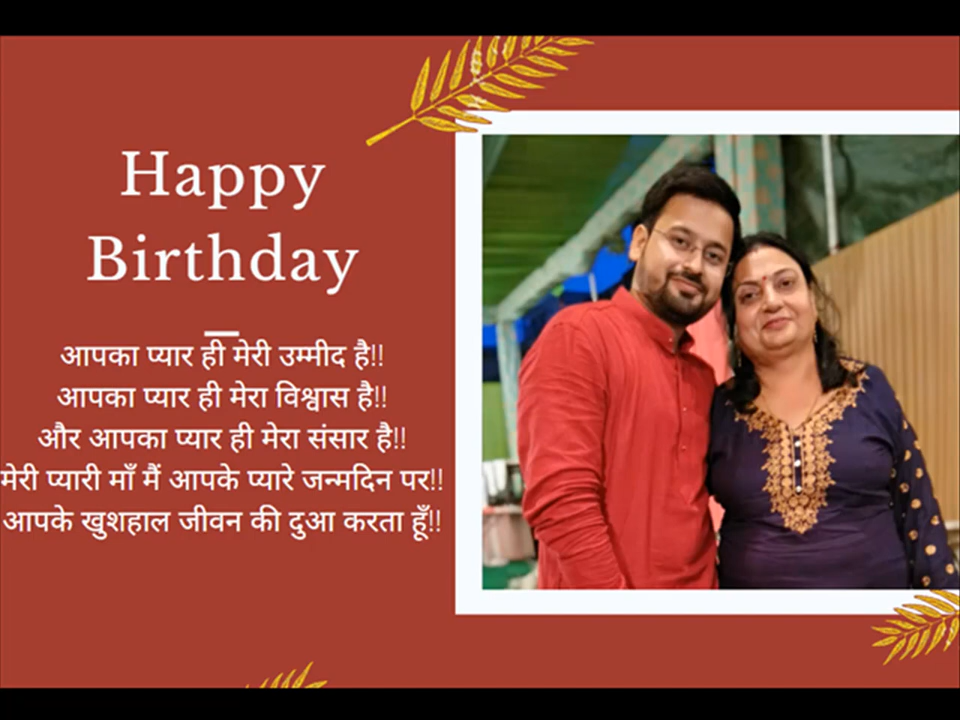 Happy
Birthday
आपका प्यार ही मेरी उम्मीद है!!
आपका प्यार ही मेरा विश्वास है!!
और आपका प्यार ही मेरा संसार है!!
मेरी प्यारी माँ मैं आपके प्यारे जन्मदिन पर!!
आपके खुशहाल जीवन की दुआ करता हूँ!!